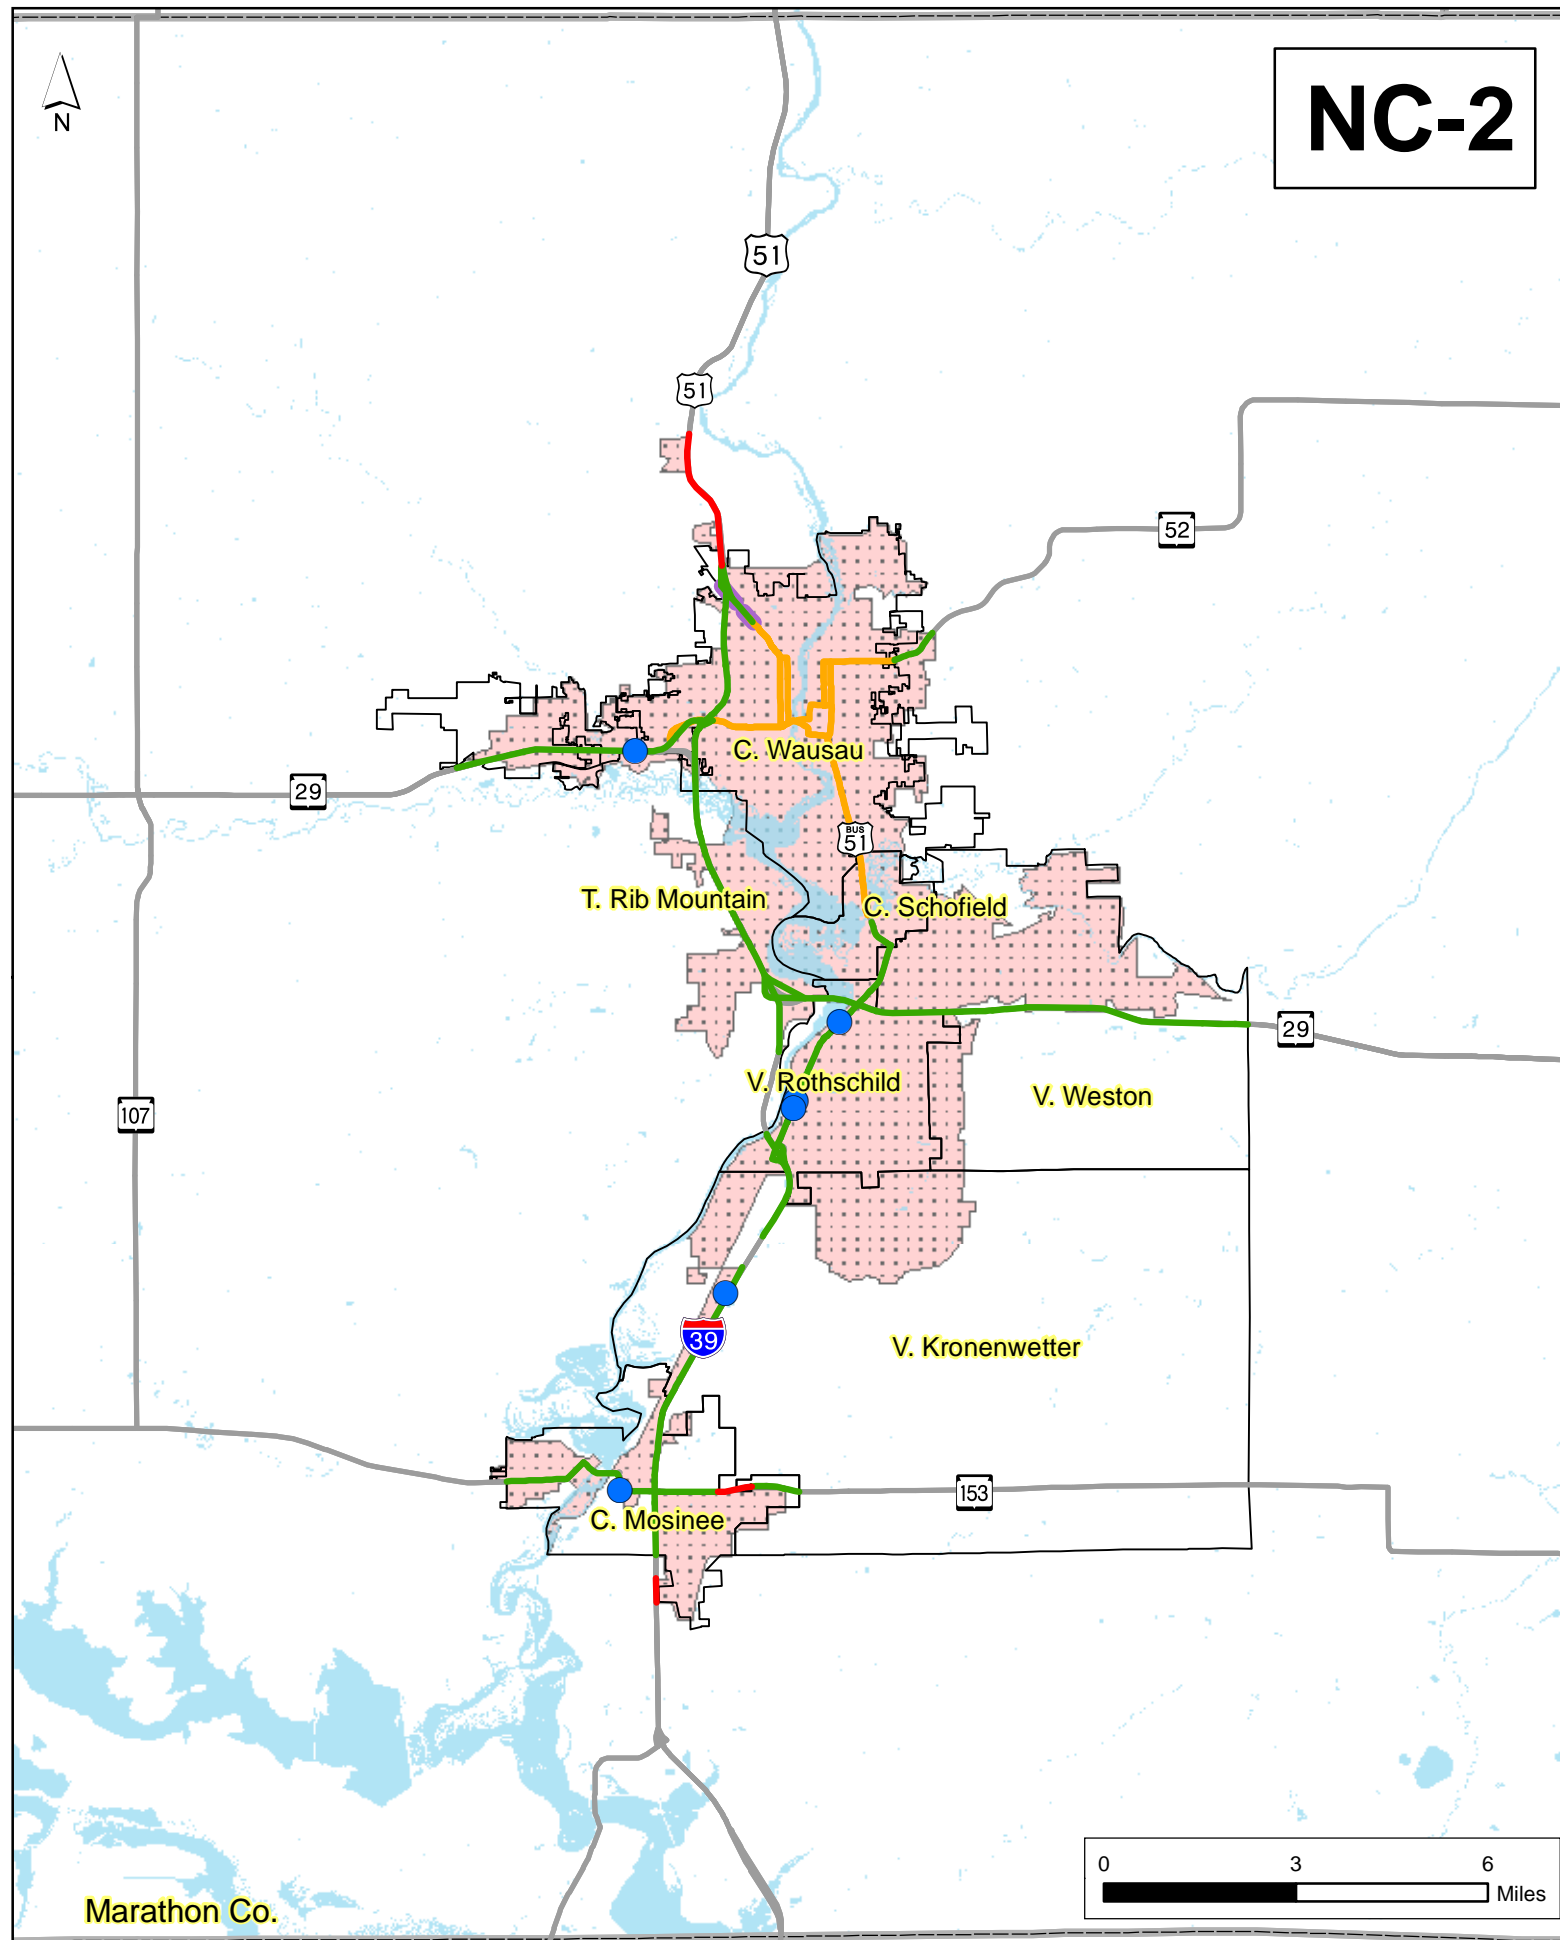 N
NC-2
51
51
52
C. Wausau
29
BUS
51
T. Rib Mountain
C. Schofield
29
V. Rothschild
V. Weston
107
39
V. Kronenwetter
153
C. Mosinee
0 3 6
Miles
Marathon Co.